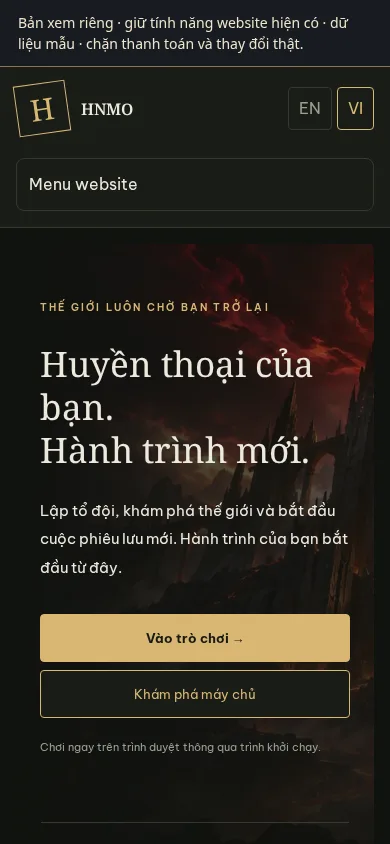 Bản xem riêng · giữ tính năng website hiện có · dữ
liệu mẫu · chặn thanh toán và thay đổi thật.
H
HNMO
EN
VI
Menu website
THẾ GIỚI LUÔN CHỜ BẠN TRỞ LẠI
Huyền thoại của
bạn.
Hành trình mới.
Lập tổ đội, khám phá thế giới và bắt đầu
cuộc phiêu lưu mới. Hành trình của bạn bắt
đầu từ đây.
Vào trò chơi →
Khám phá máy chủ
Chơi ngay trên trình duyệt thông qua trình khởi chạy.